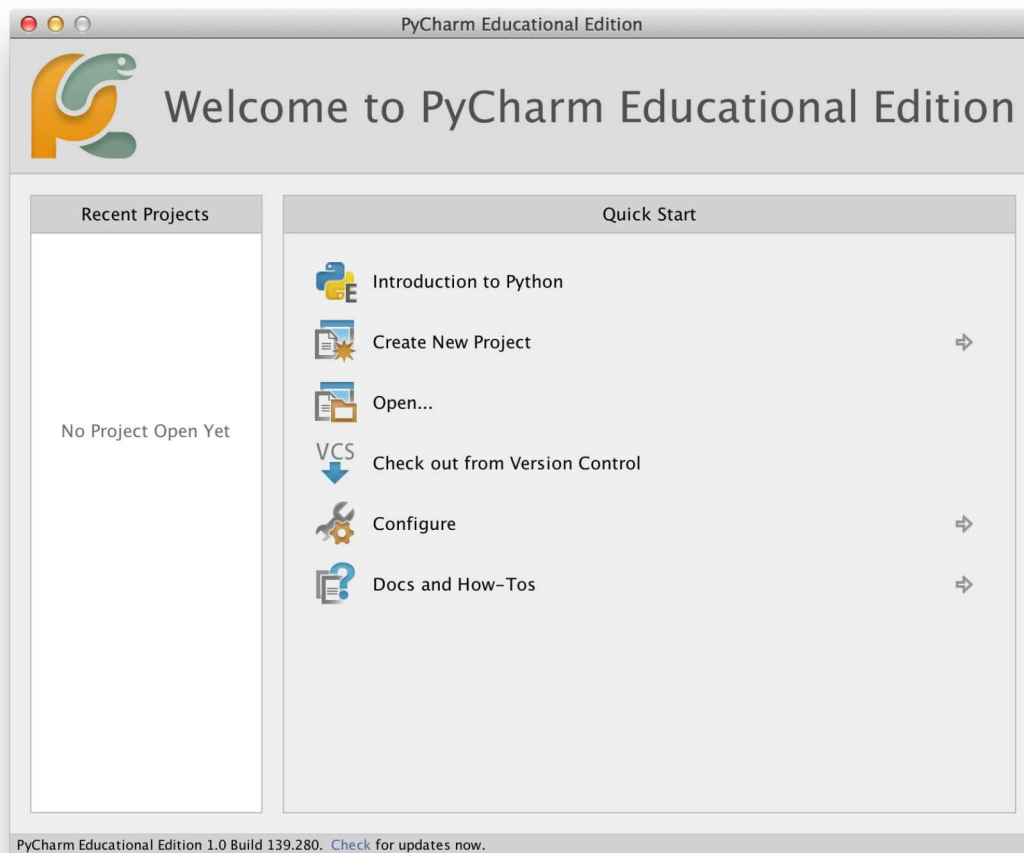 PyCharm Educational Edition
Welcome to PyCharm Educational Edition
Recent Projects
No Project Open Yet
Quick Start
Introduction to Python
E
Create New Project
Open...
VCS
Check out from Version Control
Configure
Docs and How-Tos
PyCharm Educational Edition 1.0 Build 139.280. Check for updates now.